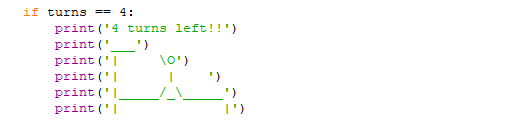 if turns == 4:
    print('4 turns left!!')
    print('___')
    print('|     \O')
    print('|      |    ')
    print('|_____/_\_____')
    print('|             |')